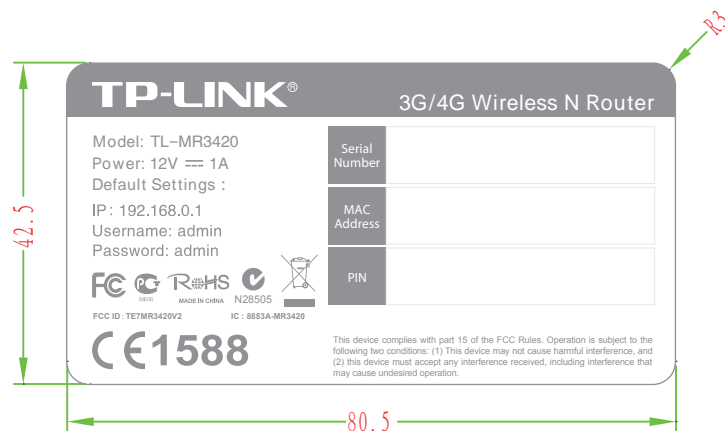 R3
TP-LINK®
3G/4G Wireless N Router
Model: TL-MR3420
Power: 12V ⎓ 1A
Default Settings :
IP : 192.168.0.1
Username: admin
Password: admin
Serial
Number
MAC
Address
PIN
FC
PG
RoHS
ME06
MADE IN CHINA
N28505
FCC ID : TE7MR3420V2
IC : 8853A-MR3420
CE1588
This device complies with part 15 of the FCC Rules. Operation is subject to the
following two conditions: (1) This device may not cause harmful interference, and
(2) this device must accept any interference received, including interference that
may cause undesired operation.
42.5
80.5